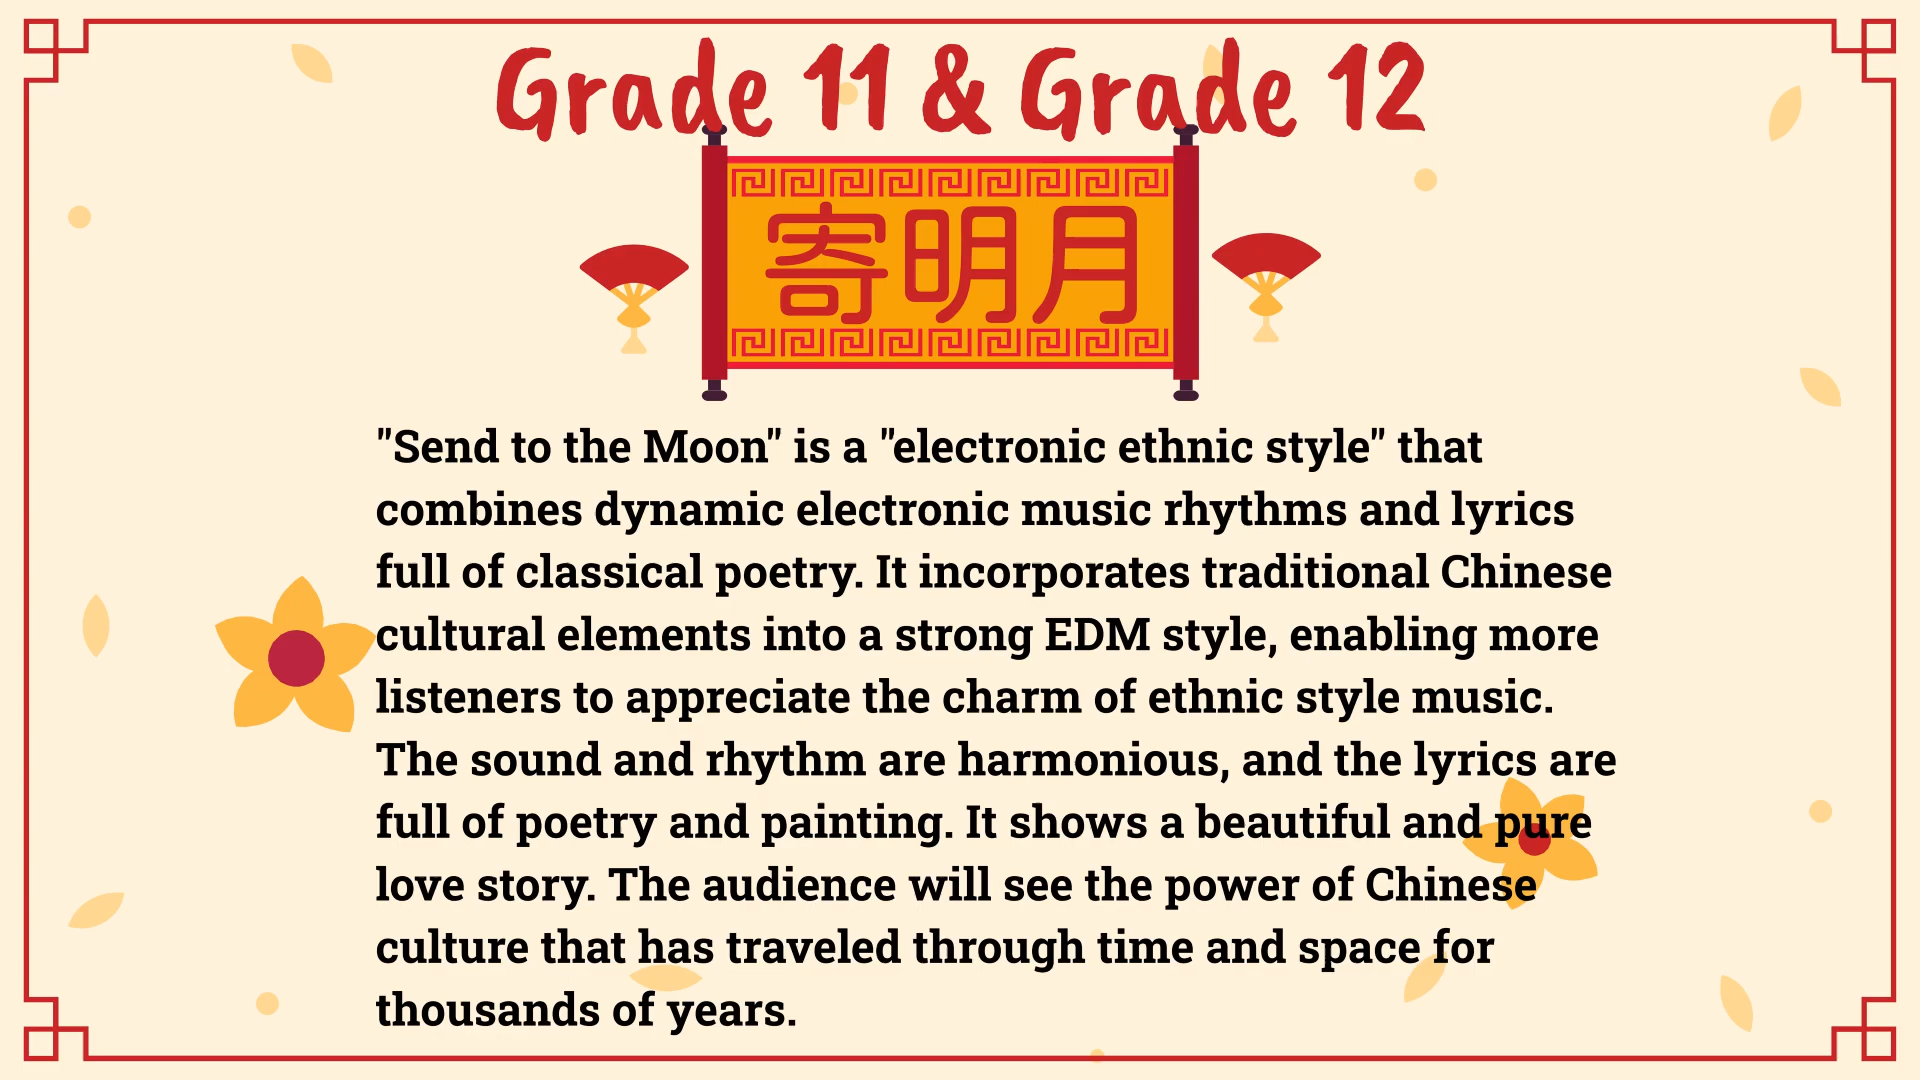 Grade 11 & Grade 12
寄明月
"Send to the Moon" is a "electronic ethnic style" that
combines dynamic electronic music rhythms and lyrics
full of classical poetry. It incorporates traditional Chinese
cultural elements into a strong EDM style, enabling more
listeners to appreciate the charm of ethnic style music.
The sound and rhythm are harmonious, and the lyrics are
full of poetry and painting. It shows a beautiful and pure
love story. The audience will see the power of Chinese
culture that has traveled through time and space for
thousands of years.